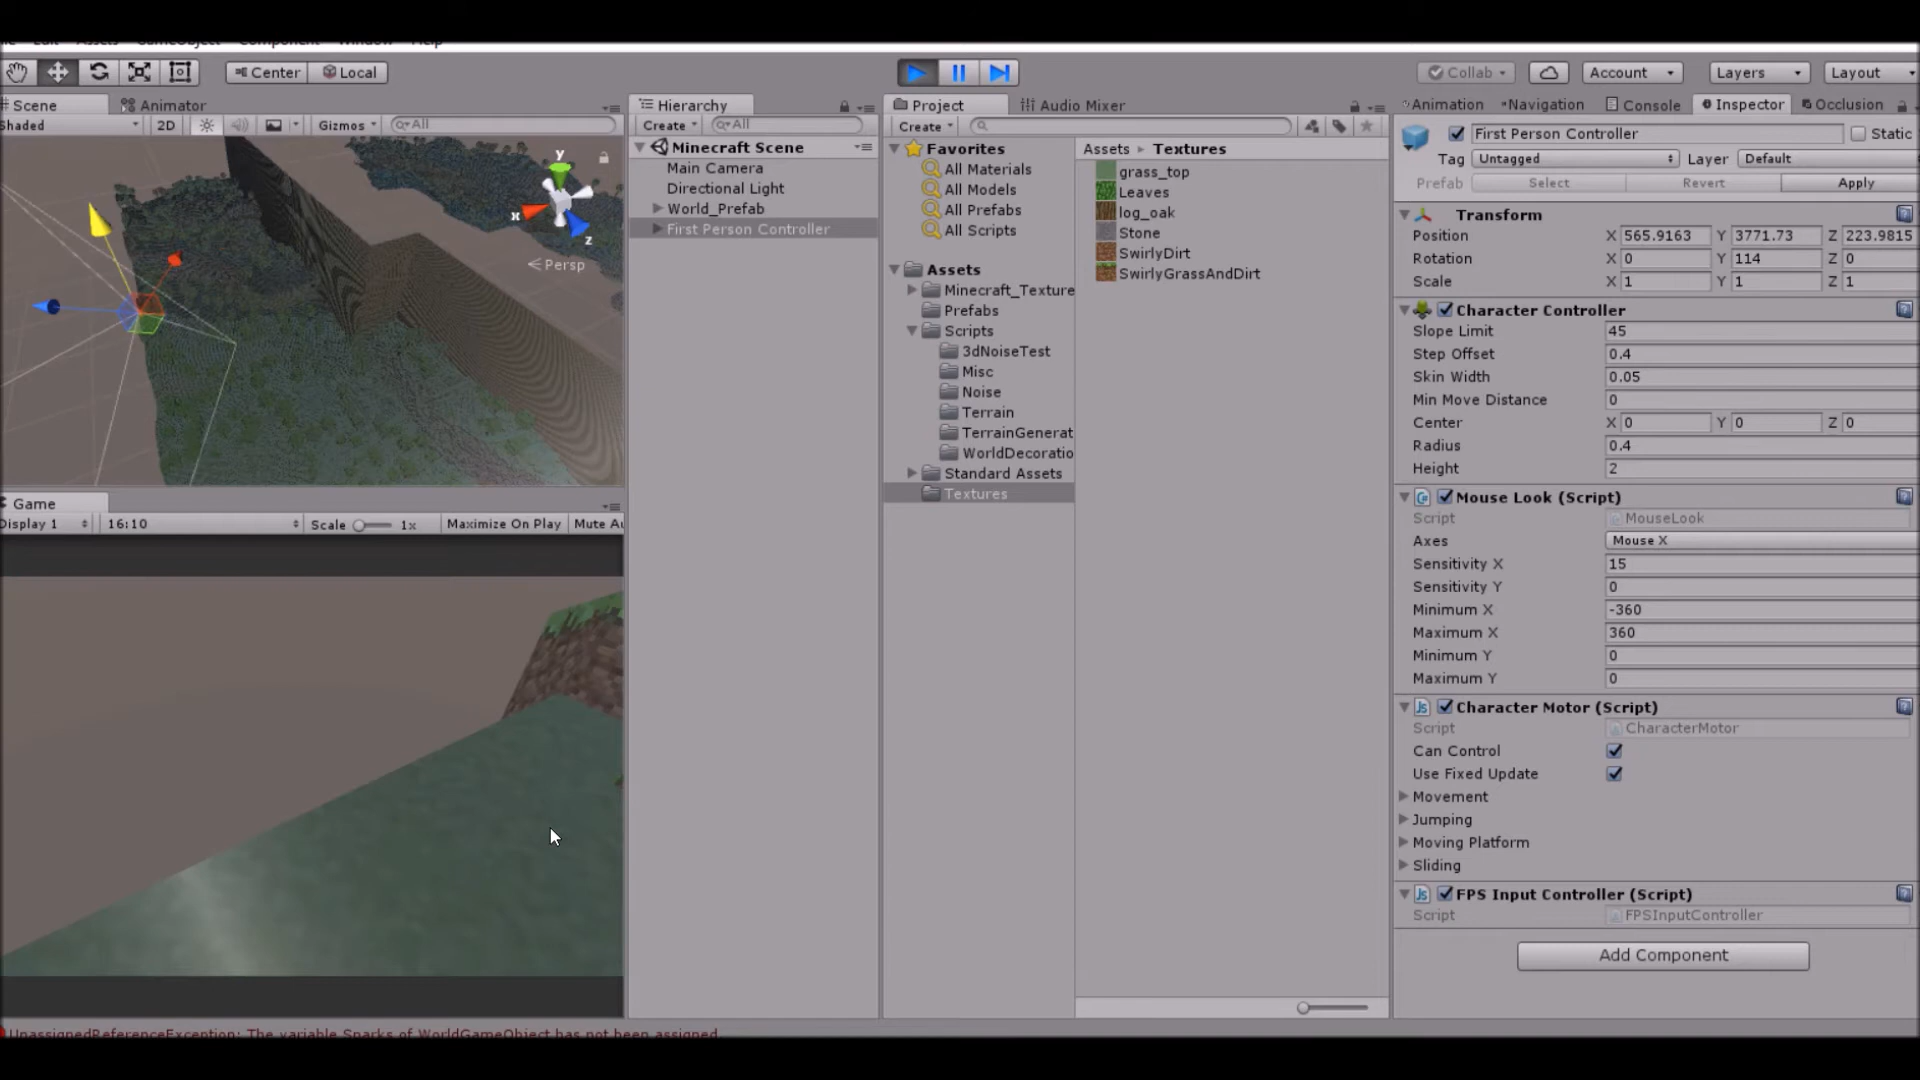 Edit Assets GameObject Component Window Help
Center Local
Collab Account Layers Layout
Scene Animator
Shaded 2D Gizmos All
y
x
z
Persp
Game
Display 1 16:10 Scale 1x Maximize On Play Mute Au
Hierarchy
Create All
Minecraft Scene
Main Camera
Directional Light
World_Prefab
First Person Controller
Project Audio Mixer
Create
Favorites
All Materials
All Models
All Prefabs
All Scripts
Assets
Minecraft_Texture
Prefabs
Scripts
3dNoiseTest
Misc
Noise
Terrain
TerrainGenerat
WorldDecoratio
Standard Assets
Textures
Assets Textures
grass_top
Leaves
log_oak
Stone
SwirlyDirt
SwirlyGrassAndDirt
Animation Navigation Console Inspector Occlusion
First Person Controller Static
Tag Untagged Layer Default
Prefab Select Revert Apply
Transform
Position X 565.9163 Y 3771.73 Z 223.9815
Rotation X 0 Y 114 Z 0
Scale X 1 Y 1 Z 1
Character Controller
Slope Limit 45
Step Offset 0.4
Skin Width 0.05
Min Move Distance 0
Center X 0 Y 0 Z 0
Radius 0.4
Height 2
Mouse Look (Script)
Script MouseLook
Axes Mouse X
Sensitivity X 15
Sensitivity Y 0
Minimum X -360
Maximum X 360
Minimum Y 0
Maximum Y 0
Character Motor (Script)
Script CharacterMotor
Can Control
Use Fixed Update
Movement
Jumping
Moving Platform
Sliding
FPS Input Controller (Script)
Script FPSInputController
Add Component
UnassignedReferenceException: The variable Sparks of WorldGameObject has not been assigned.